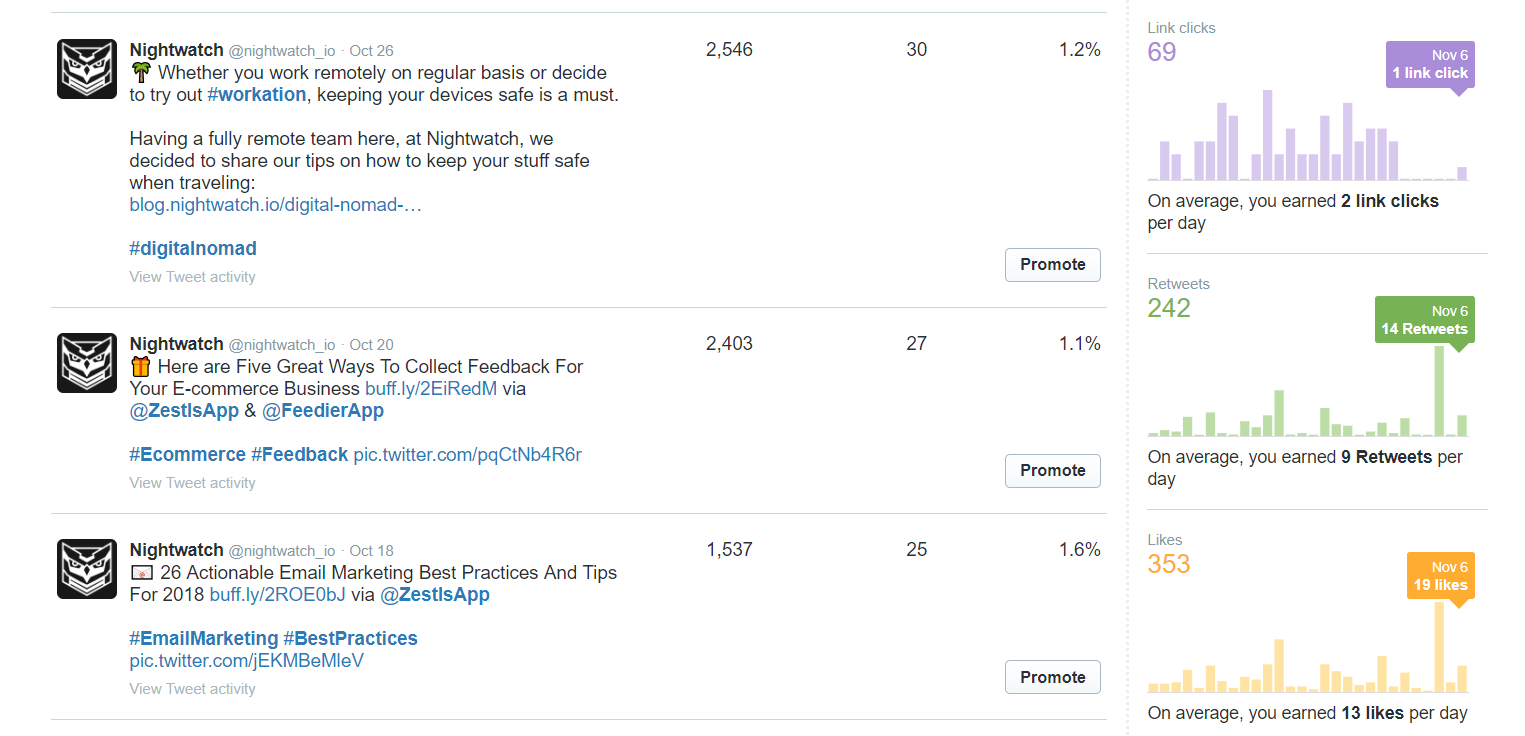 Nightwatch @nightwatch_io · Oct 26 2,546 30 1.2%
🌴 Whether you work remotely on regular basis or decide
to try out #workation, keeping your devices safe is a must.
Having a fully remote team here, at Nightwatch, we
decided to share our tips on how to keep your stuff safe
when traveling:
blog.nightwatch.io/digital-nomad-…
#digitalnomad
View Tweet activity
Promote
Nightwatch @nightwatch_io · Oct 20 2,403 27 1.1%
🎁 Here are Five Great Ways To Collect Feedback For
Your E-commerce Business buff.ly/2EiRedM via
@ZestIsApp & @FeedierApp
#Ecommerce #Feedback pic.twitter.com/pqCtNb4R6r
View Tweet activity
Promote
Nightwatch @nightwatch_io · Oct 18 1,537 25 1.6%
26 Actionable Email Marketing Best Practices And Tips
For 2018 buff.ly/2ROE0bJ via @ZestIsApp
#EmailMarketing #BestPractices
pic.twitter.com/jEKMBeMleV
View Tweet activity
Promote
Link clicks
69
Nov 6
1 link click
On average, you earned 2 link clicks
per day
Retweets
242
Nov 6
14 Retweets
On average, you earned 9 Retweets per
day
Likes
353
Nov 6
19 likes
On average, you earned 13 likes per day